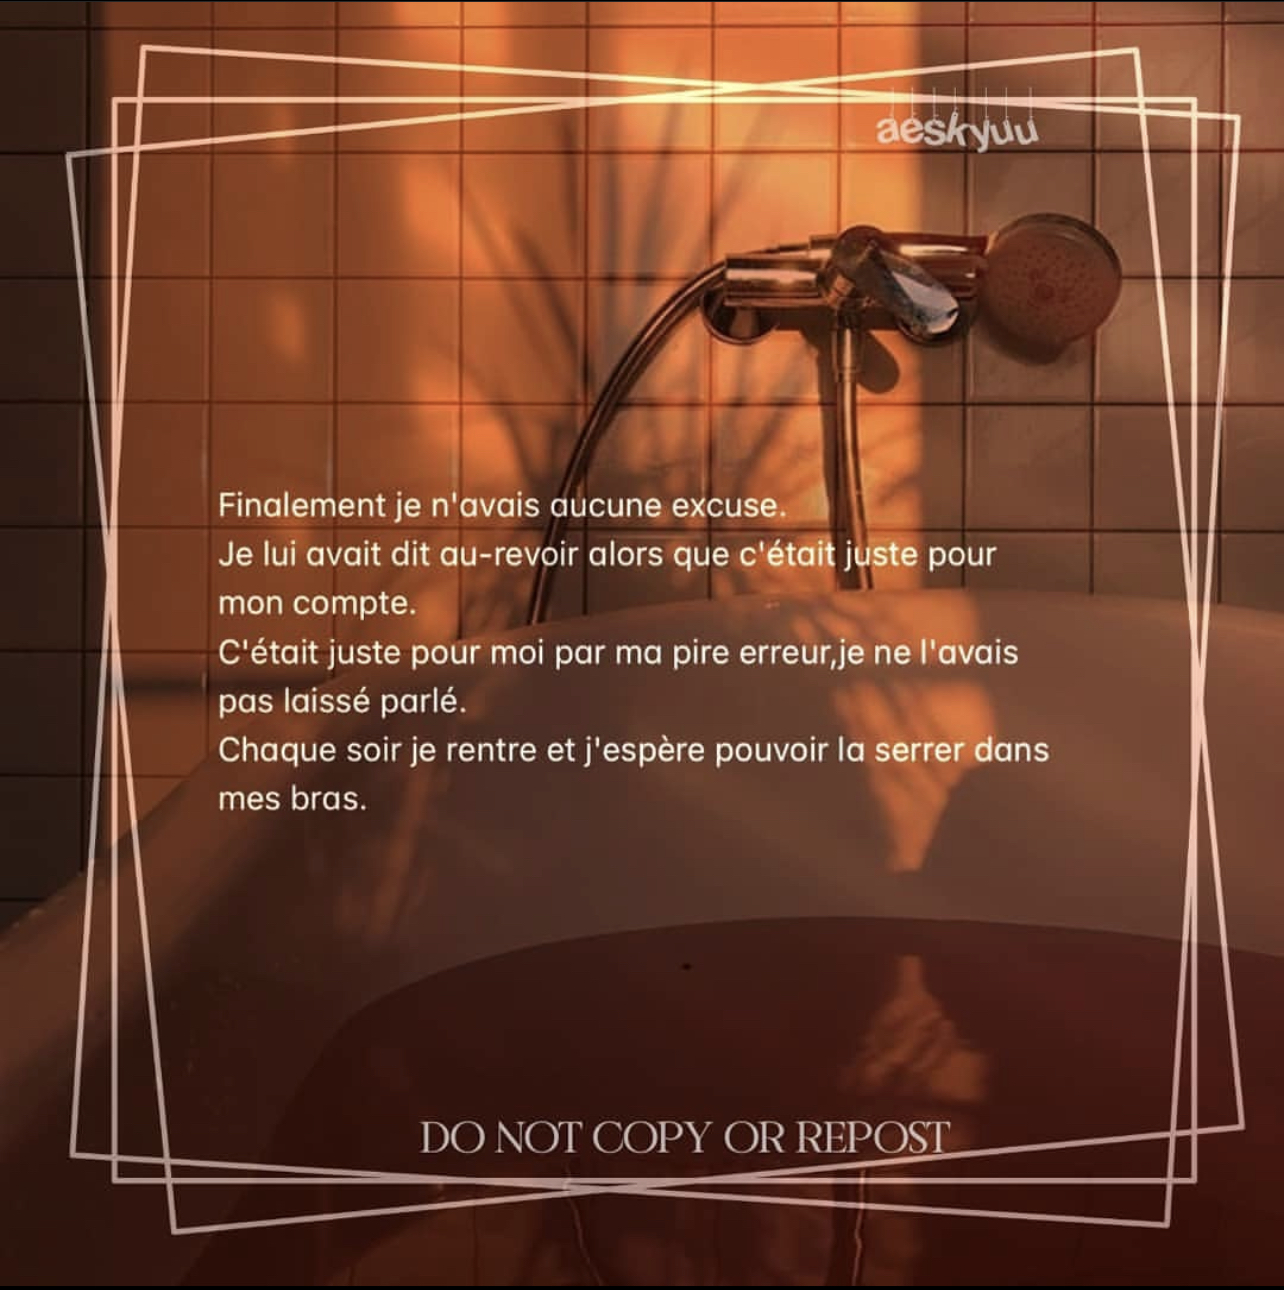 aeskyuu
Finalement je n'avais aucune excuse.
Je lui avait dit au-revoir alors que c'était juste pour
mon compte.
C'était juste pour moi par ma pire erreur,je ne l'avais
pas laissé parlé.
Chaque soir je rentre et j'espère pouvoir la serrer dans
mes bras.
DO NOT COPY OR REPOST